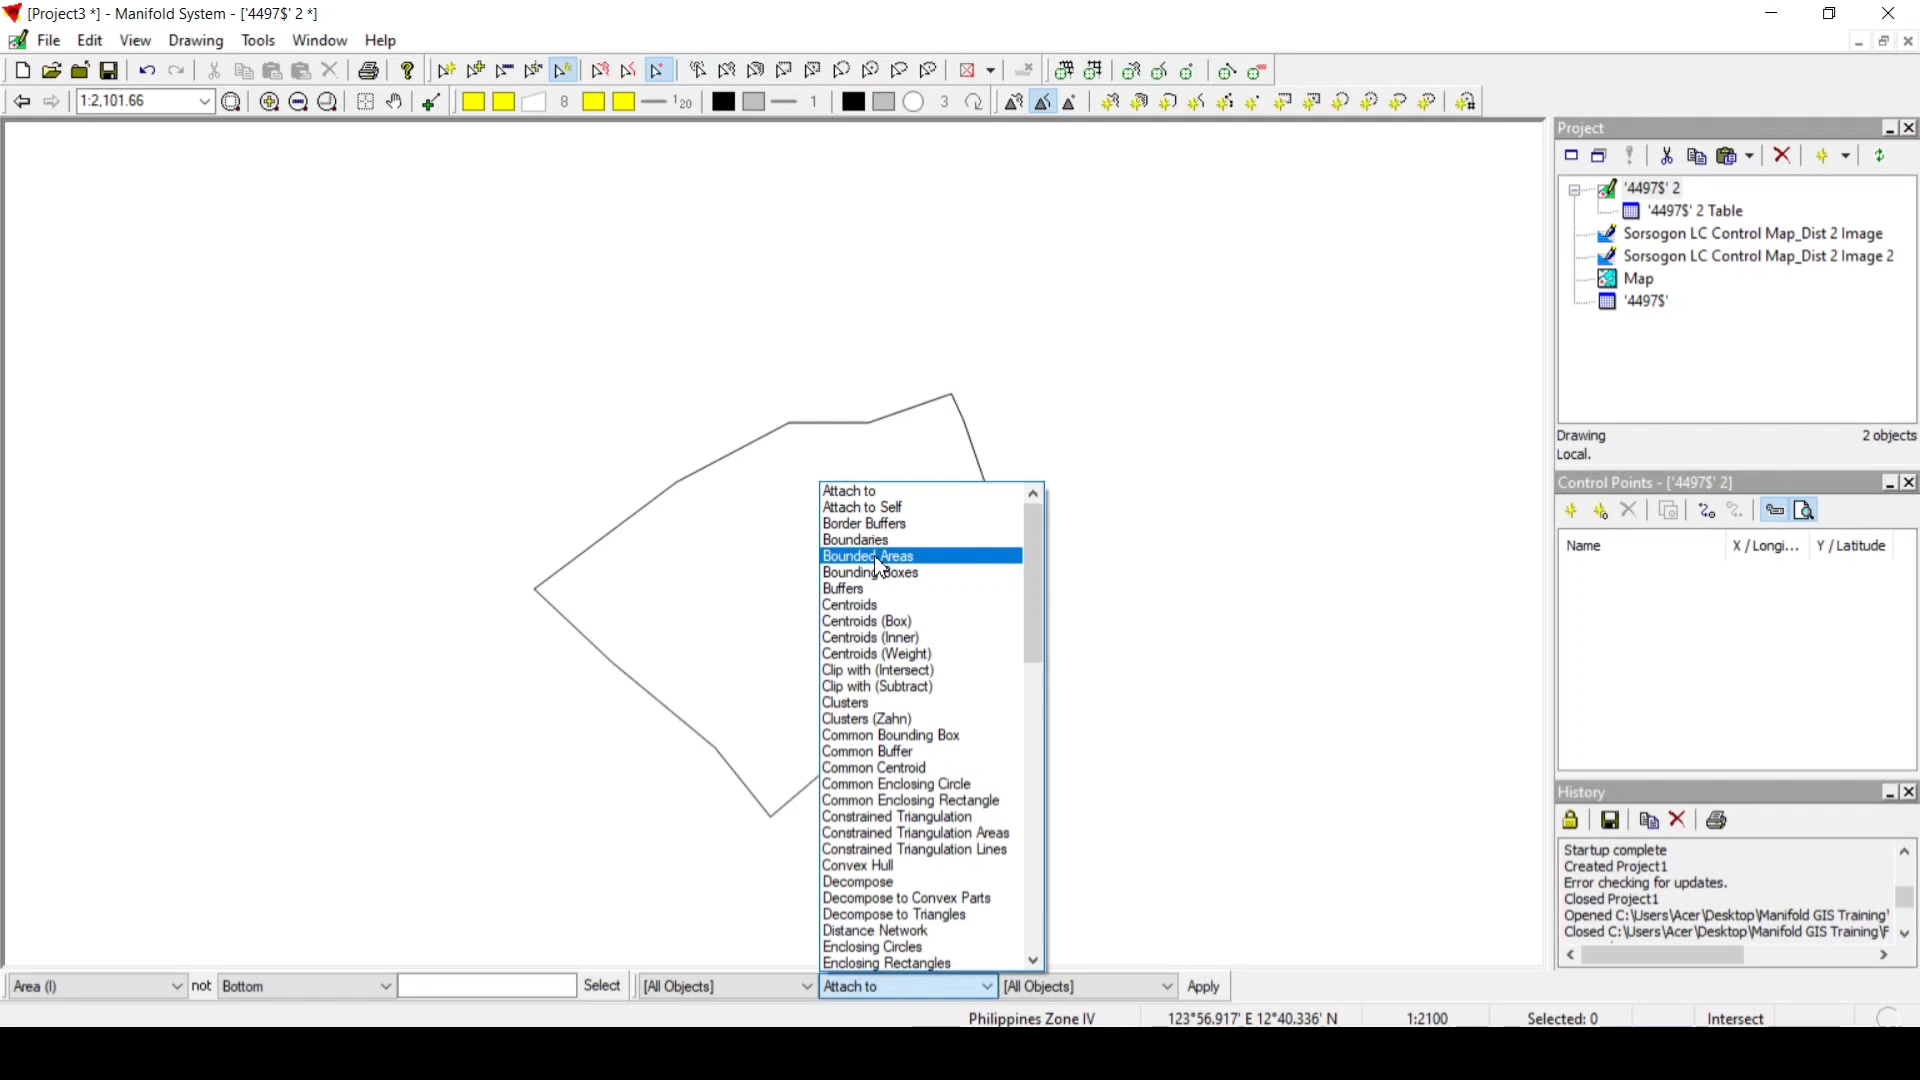 [Project3 *] - Manifold System - ['4497$' 2 *]
File Edit View Drawing Tools Window Help
1:2,101.66 8 1 20 1 3
Project
'4497$' 2
'4497$' 2 Table
Sorsogon LC Control Map_Dist 2 Image
Sorsogon LC Control Map_Dist 2 Image 2
Map
'4497$'
Drawing 2 objects
Local.
Control Points - ['4497$' 2]
Name X / Longi... Y / Latitude
Attach to
Attach to Self
Border Buffers
Boundaries
Bounded Areas
Bounding Boxes
Buffers
Centroids
Centroids (Box)
Centroids (Inner)
Centroids (Weight)
Clip with (Intersect)
Clip with (Subtract)
Clusters
Clusters (Zahn)
Common Bounding Box
Common Buffer
Common Centroid
Common Enclosing Circle
Common Enclosing Rectangle
Constrained Triangulation
Constrained Triangulation Areas
Constrained Triangulation Lines
Convex Hull
Decompose
Decompose to Convex Parts
Decompose to Triangles
Distance Network
Enclosing Circles
Enclosing Rectangles
History
Startup complete
Created Project1
Error checking for updates.
Closed Project1
Opened C:\Users\Acer\Desktop\Manifold GIS Training\
Closed C:\Users\Acer\Desktop\Manifold GIS Training\F
Area (I) not Bottom Select [All Objects] Attach to [All Objects] Apply
Philippines Zone IV 123°56.917' E 12°40.336' N 1:2100 Selected: 0 Intersect